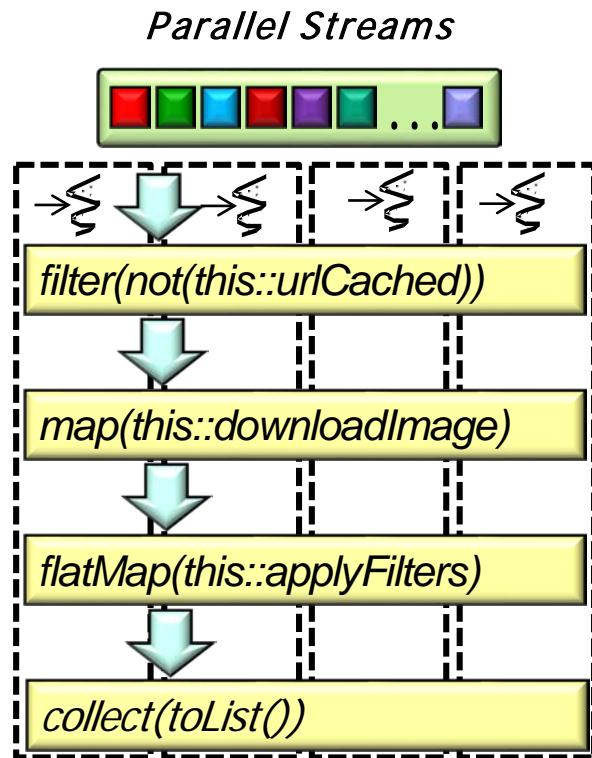 Parallel Streams
...
filter(not(this::urlCached))
map(this::downloadImage)
flatMap(this::applyFilters)
collect(toList())